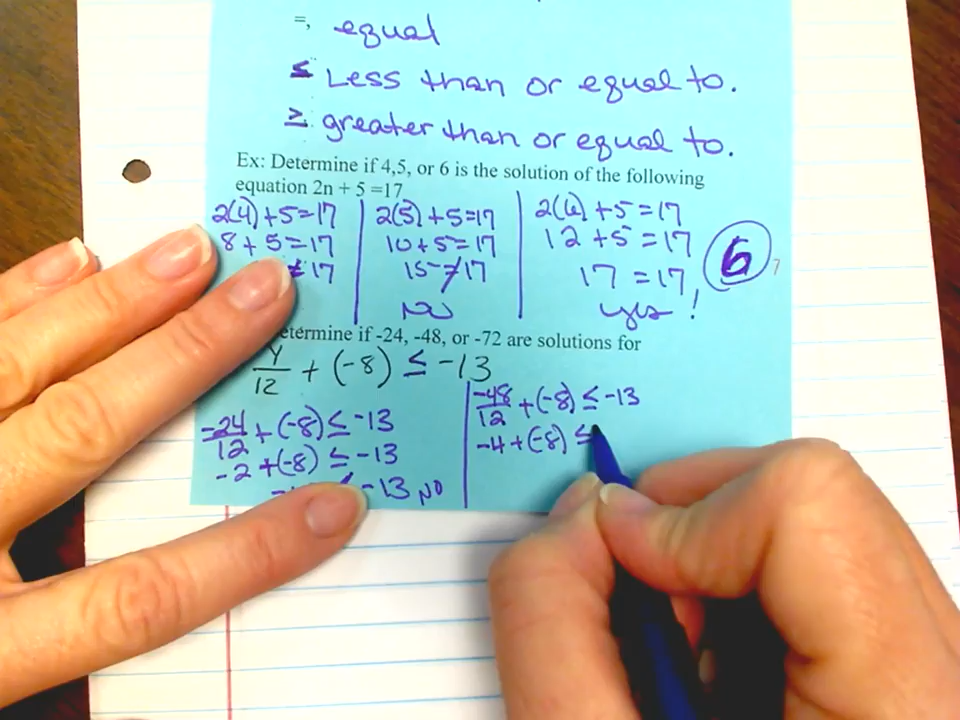 =, equal
≤ Less than or equal to.
≥ greater than or equal to.
Ex: Determine if 4,5, or 6 is the solution of the following
equation 2n + 5 =17
2(4)+5=17 2(5)+5=17 2(6)+5=17
8+5=17 10+5=17 12+5=17 6
≠17 15≠17 17=17
No yes!
etermine if -24, -48, or -72 are solutions for
y/12 + (-8) ≤ -13
-24/12 + (-8) ≤ -13 -48/12 + (-8) ≤ -13
-2 + (-8) ≤ -13 -4 + (-8) ≤
-13 NO